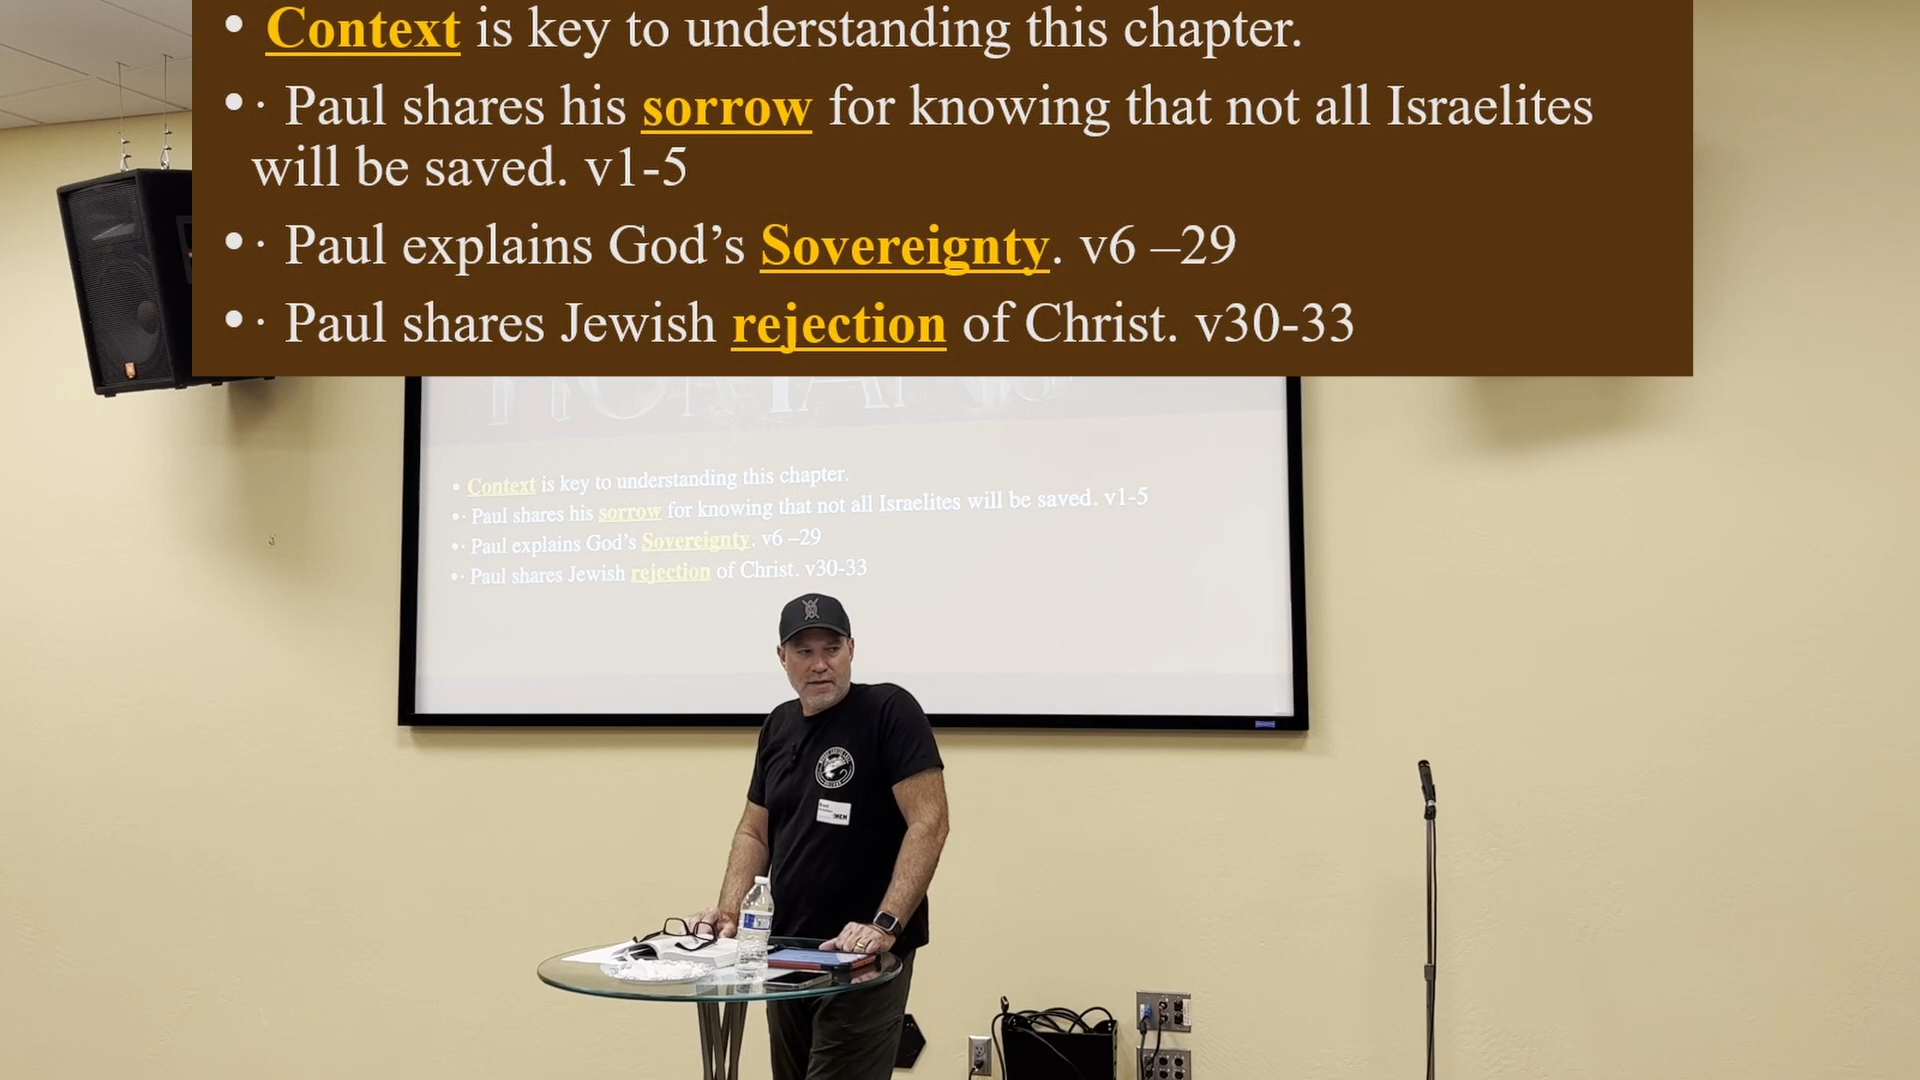 • Context is key to understanding this chapter.
• · Paul shares his sorrow for knowing that not all Israelites
will be saved. v1-5
• · Paul explains God’s Sovereignty. v6 –29
• · Paul shares Jewish rejection of Christ. v30-33
• Context is key to understanding this chapter.
• · Paul shares his sorrow for knowing that not all Israelites will be saved. v1-5
• · Paul explains God’s Sovereignty. v6 –29
• · Paul shares Jewish rejection of Christ. v30-33
MEN